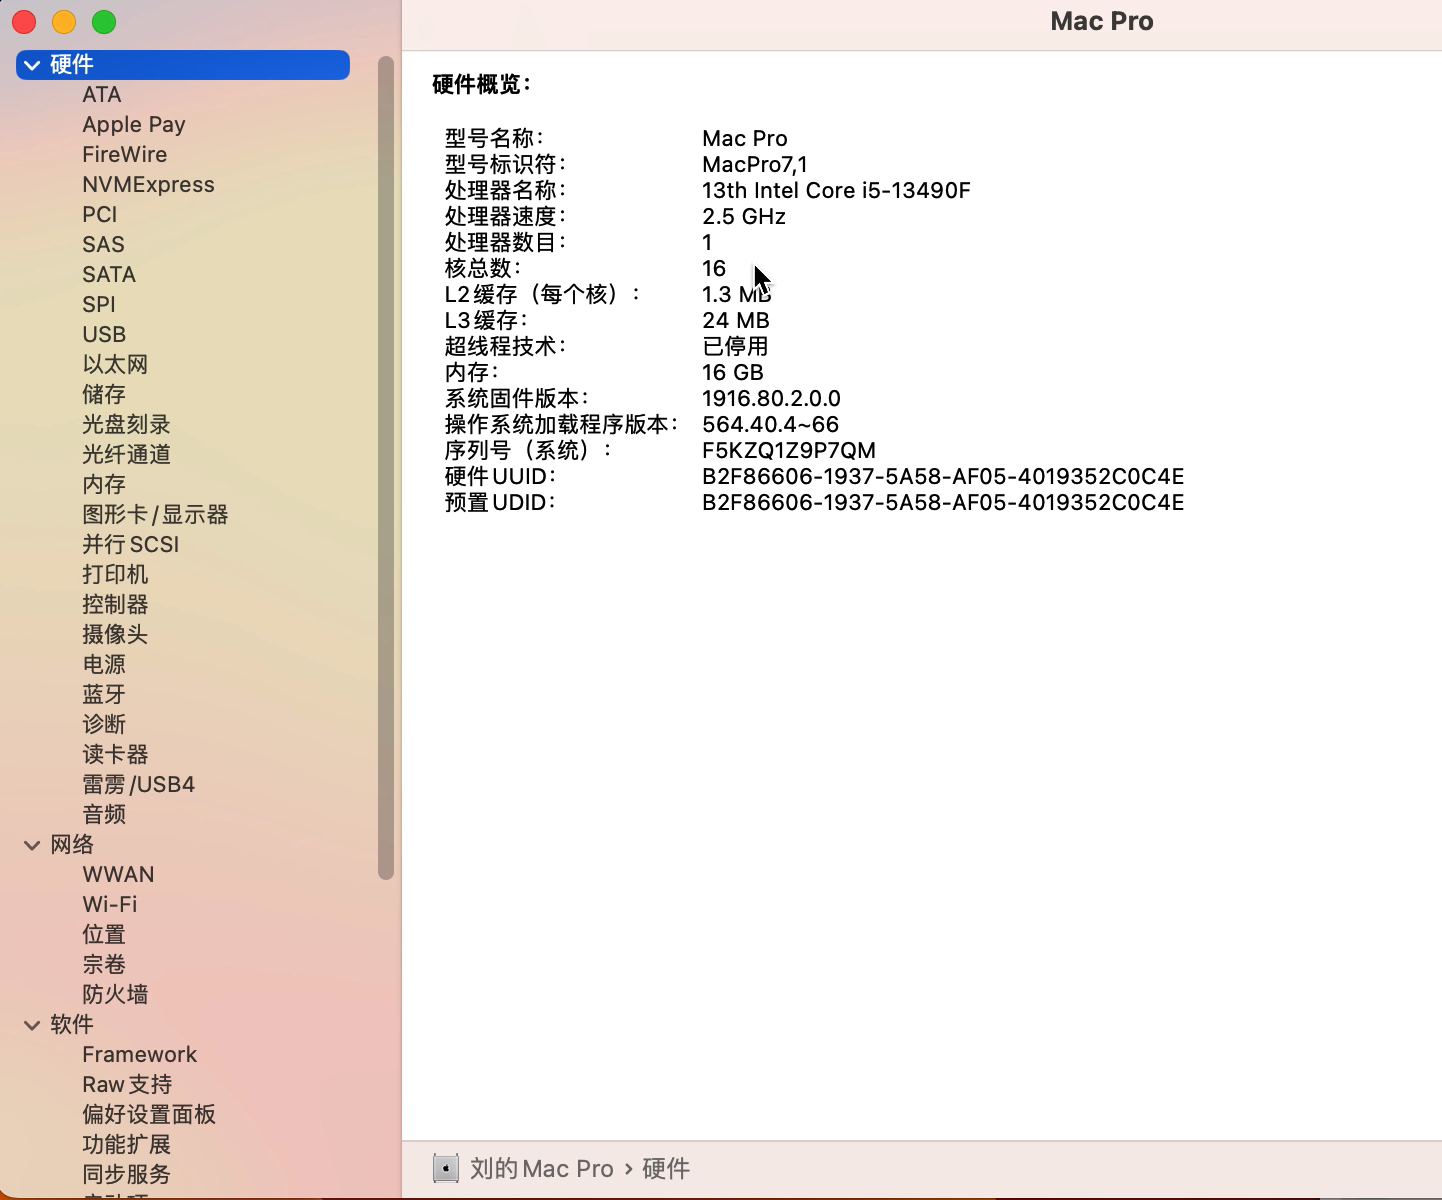 Mac Pro
硬件
ATA
Apple Pay
FireWire
NVMExpress
PCI
SAS
SATA
SPI
USB
以太网
储存
光盘刻录
光纤通道
内存
图形卡/显示器
并行SCSI
打印机
控制器
摄像头
电源
蓝牙
诊断
读卡器
雷雳/USB4
音频
网络
WWAN
Wi-Fi
位置
宗卷
防火墙
软件
Framework
Raw支持
偏好设置面板
功能扩展
同步服务
硬件概览：
型号名称： Mac Pro
型号标识符： MacPro7,1
处理器名称： 13th Intel Core i5-13490F
处理器速度： 2.5 GHz
处理器数目： 1
核总数： 16
L2缓存（每个核）： 1.3 MB
L3缓存： 24 MB
超线程技术： 已停用
内存： 16 GB
系统固件版本： 1916.80.2.0.0
操作系统加载程序版本： 564.40.4~66
序列号（系统）： F5KZQ1Z9P7QM
硬件UUID： B2F86606-1937-5A58-AF05-4019352C0C4E
预置UDID： B2F86606-1937-5A58-AF05-4019352C0C4E
刘的Mac Pro › 硬件